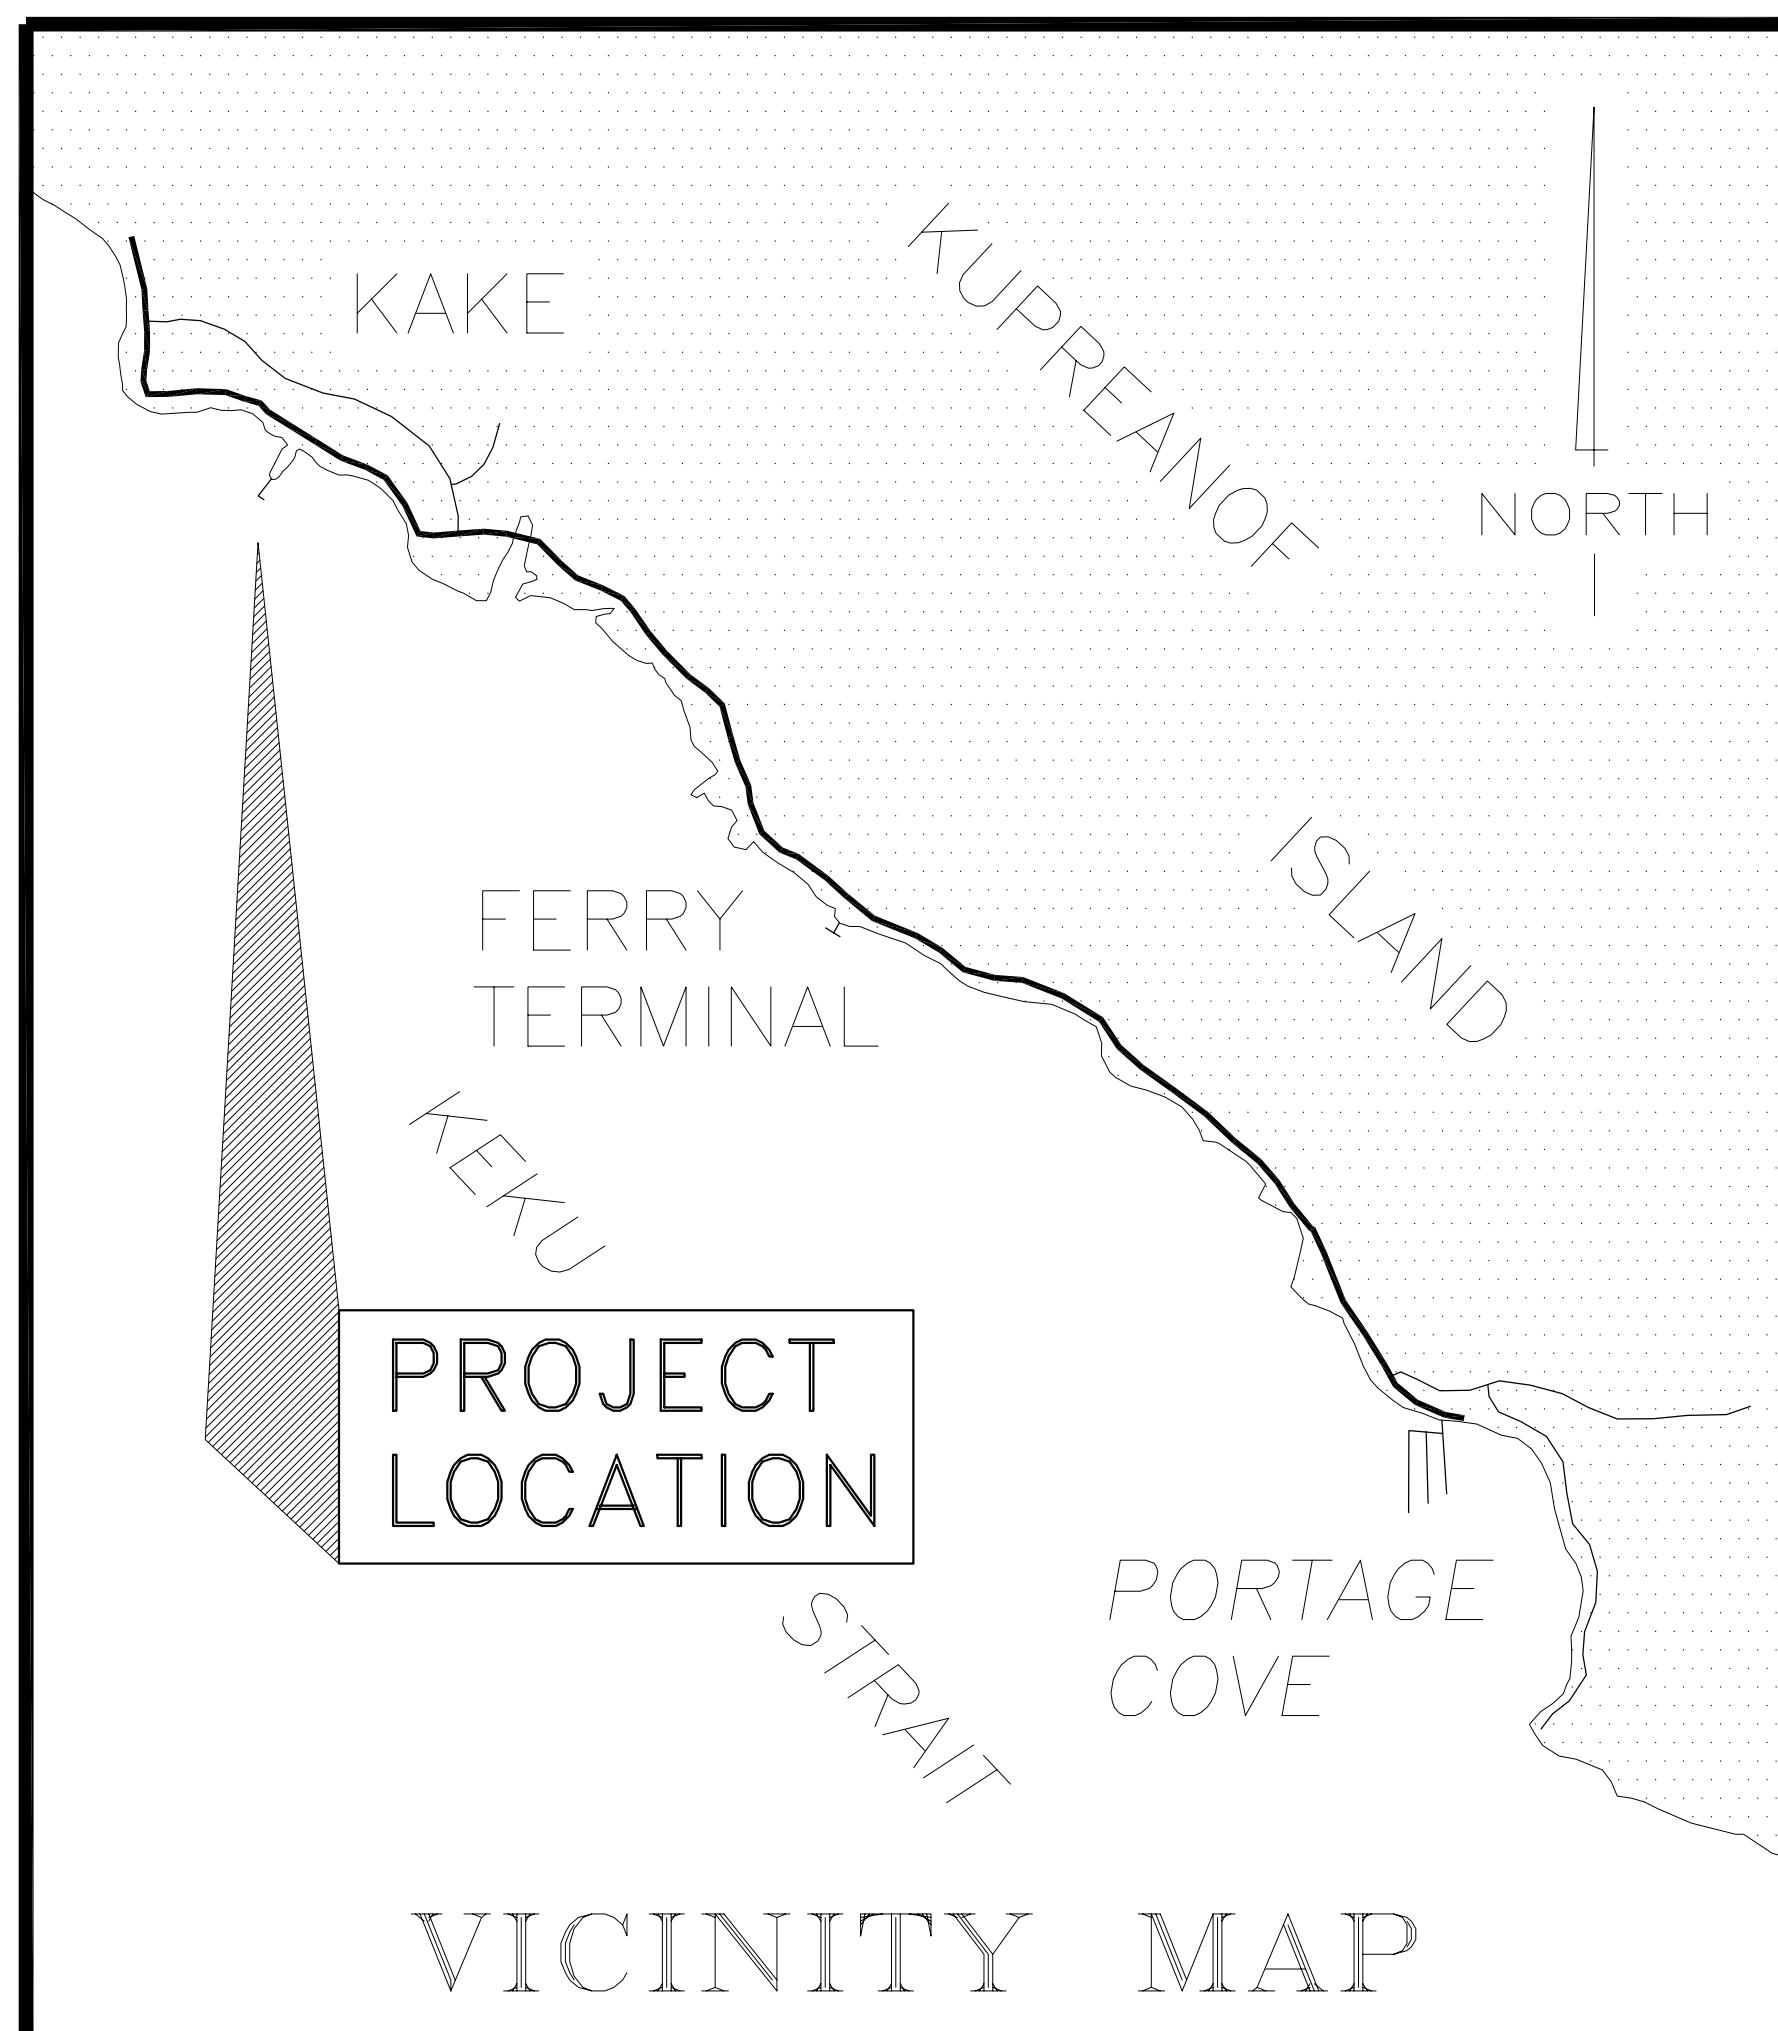 KAKE
KUPREANOF
NORTH
ISLAND
FERRY
TERMINAL
KEKU
PROJECT
LOCATION
STRAIT
PORTAGE
COVE
VICINITY MAP